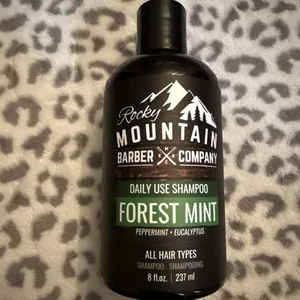 Rocky
MOUNTAIN
BARBER COMPANY
DAILY USE SHAMPOO
FOREST MINT
PEPPERMINT + EUCALYPTUS
ALL HAIR TYPES
SHAMPOO SHAMPOOING
8 fl.oz. | 237 ml